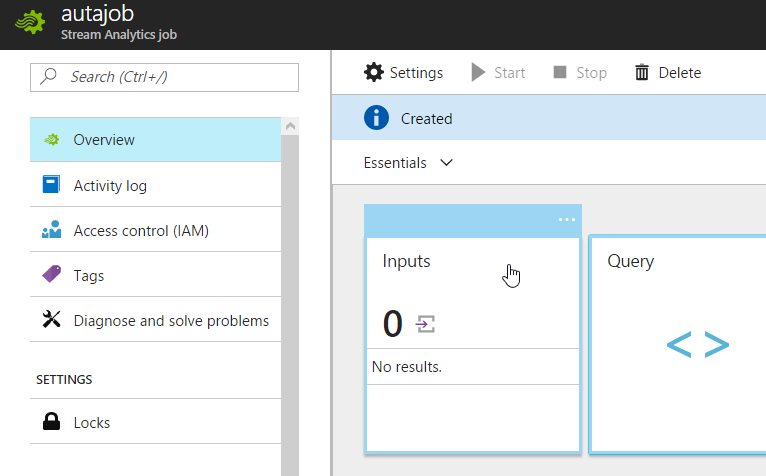 autajob
Stream Analytics job
Search (Ctrl+/)
Overview
Activity log
Access control (IAM)
Tags
Diagnose and solve problems
SETTINGS
Locks
Settings Start Stop Delete
Created
Essentials
Inputs
0
No results.
Query
< >